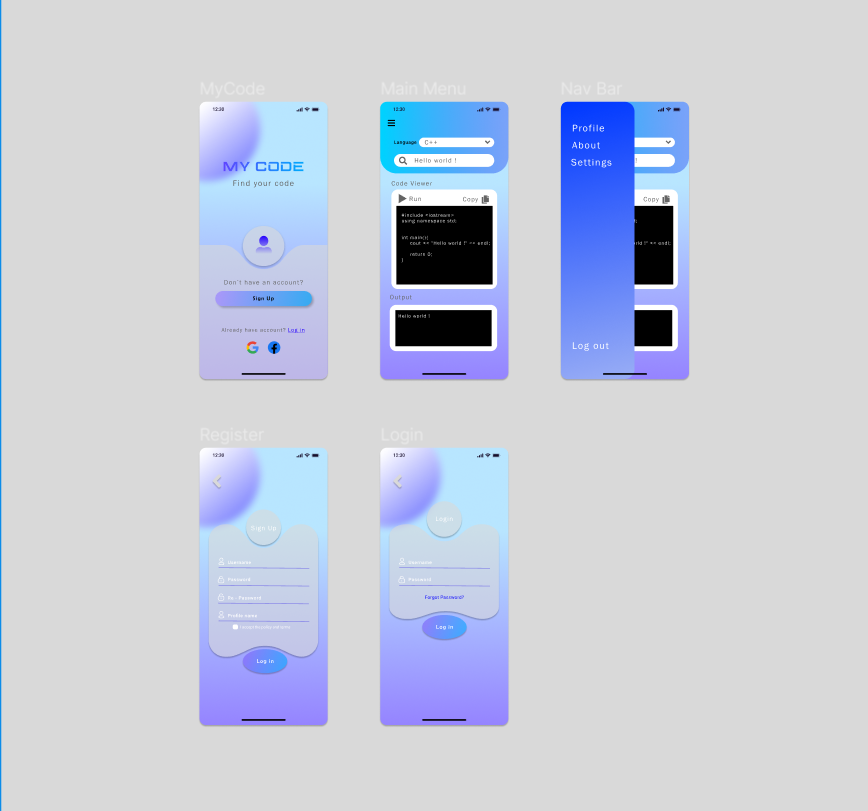 MyCode
12:30
MY CODE
Find your code
Don't have an account?
Sign Up
Already have account? Log in
Main Menu
12:30
Language
C++
Hello world !
Code Viewer
Run
Copy
#include <iostream>
using namespace std;
int main()
cout << "Hello world !" << endl;
return 0;
}
Output
Hello world !
Nav Bar
Profile
About
Settings
Log out
!
Copy
rld !" << endl;
Register
12:30
Sign Up
Username
Password
Re - Password
Profile name
Log in
Login
12:30
Login
Username
Password
Forgot Password?
Log in